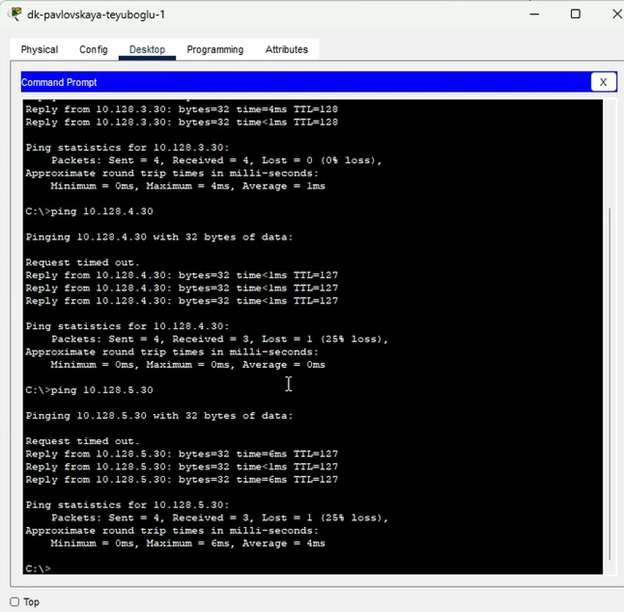 dk-pavlovskaya-teyuboglu-1
Physical Config Desktop Programming Attributes
Command Prompt X
Reply from 10.128.3.30: bytes=32 time=4ms TTL=128
Reply from 10.128.3.30: bytes=32 time<1ms TTL=128
Ping statistics for 10.128.3.30:
Packets: Sent = 4, Received = 4, Lost = 0 (0% loss),
Approximate round trip times in milli-seconds:
Minimum = 0ms, Maximum = 4ms, Average = 1ms
C:\>ping 10.128.4.30
Pinging 10.128.4.30 with 32 bytes of data:
Request timed out.
Reply from 10.128.4.30: bytes=32 time<1ms TTL=127
Reply from 10.128.4.30: bytes=32 time<1ms TTL=127
Reply from 10.128.4.30: bytes=32 time<1ms TTL=127
Ping statistics for 10.128.4.30:
Packets: Sent = 4, Received = 3, Lost = 1 (25% loss),
Approximate round trip times in milli-seconds:
Minimum = 0ms, Maximum = 0ms, Average = 0ms
C:\>ping 10.128.5.30
Pinging 10.128.5.30 with 32 bytes of data:
Request timed out.
Reply from 10.128.5.30: bytes=32 time=6ms TTL=127
Reply from 10.128.5.30: bytes=32 time<1ms TTL=127
Reply from 10.128.5.30: bytes=32 time=6ms TTL=127
Ping statistics for 10.128.5.30:
Packets: Sent = 4, Received = 3, Lost = 1 (25% loss),
Approximate round trip times in milli-seconds:
Minimum = 0ms, Maximum = 6ms, Average = 4ms
C:\>
Top